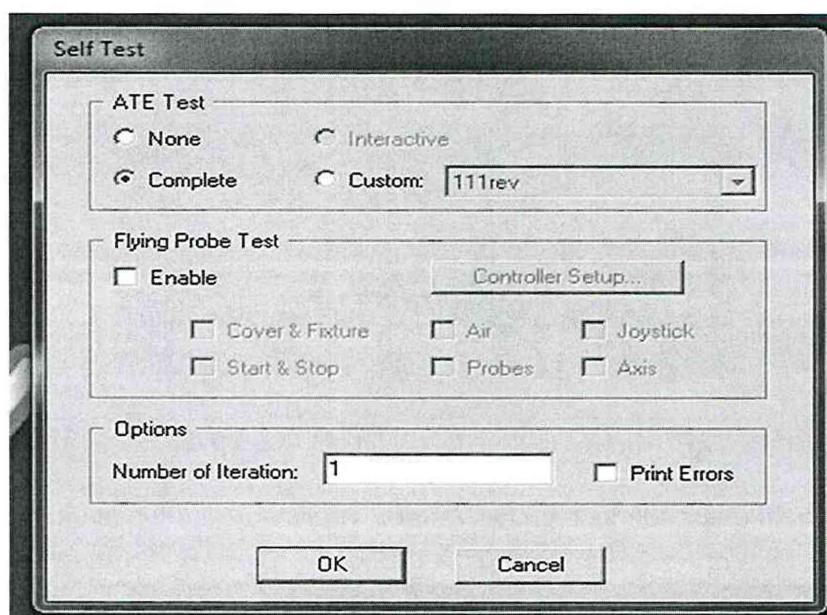 Self Test
ATE Test
None Interactive
Complete Custom: 111rev
Flying Probe Test
Enable Controller Setup...
Cover & Fixture Air Joystick
Start & Stop Probes Axis
Options
Number of Iteration: 1 Print Errors
OK Cancel